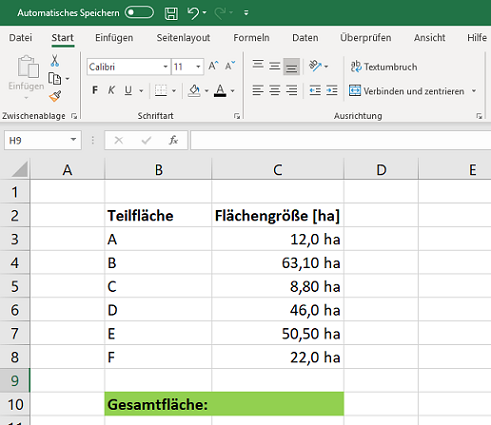 Automatisches Speichern
Datei Start Einfügen Seitenlayout Formeln Daten Überprüfen Ansicht Hilfe
Calibri 11 A A
Textumbruch
Einfügen
F K U A
Verbinden und zentrieren
Zwischenablage Schriftart Ausrichtung
H9 fx
A B C D E
1
2 Teilfläche Flächengröße [ha]
3 A 12,0 ha
4 B 63,10 ha
5 C 8,80 ha
6 D 46,0 ha
7 E 50,50 ha
8 F 22,0 ha
9
10 Gesamtfläche: